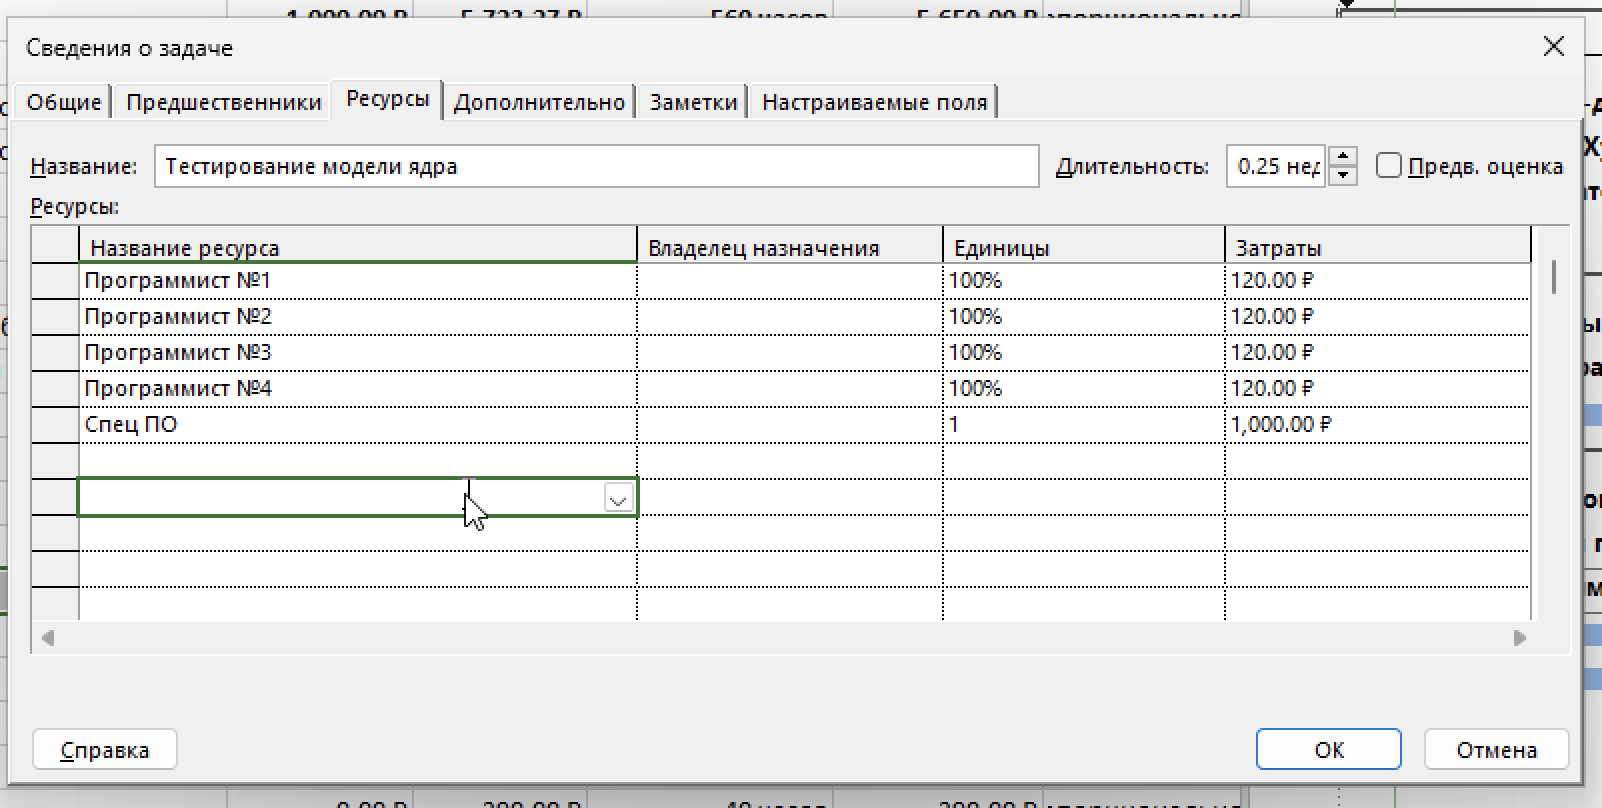 Сведения о задаче
Общие Предшественники Ресурсы Дополнительно Заметки Настраиваемые поля
Название: Тестирование модели ядра Длительность: 0.25 нед Предв. оценка
Ресурсы:
Название ресурса Владелец назначения Единицы Затраты
Программист №1 100% 120.00 ₽
Программист №2 100% 120.00 ₽
Программист №3 100% 120.00 ₽
Программист №4 100% 120.00 ₽
Спец ПО 1 1,000.00 ₽
Справка ОК Отмена